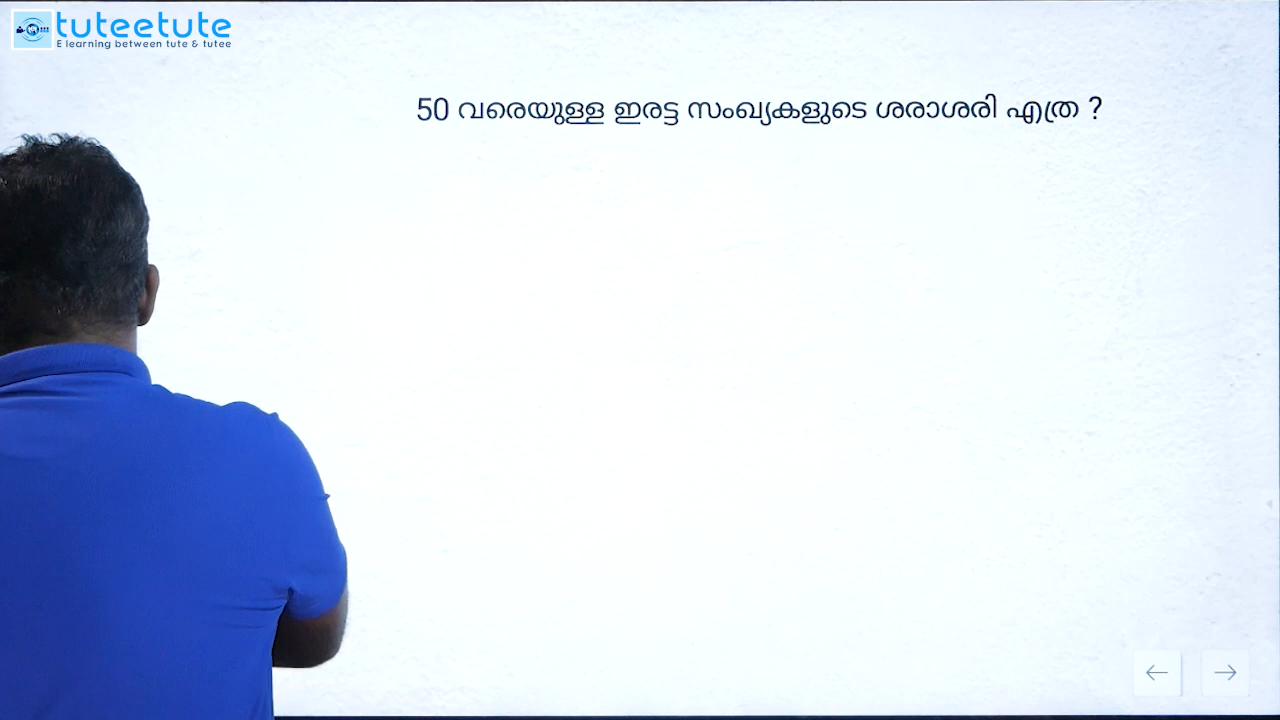 tuteetute
E learning between tute & tutee
50 വരെയുള്ള ഇരട്ട സംഖ്യകളുടെ ശരാശരി എത്ര ?